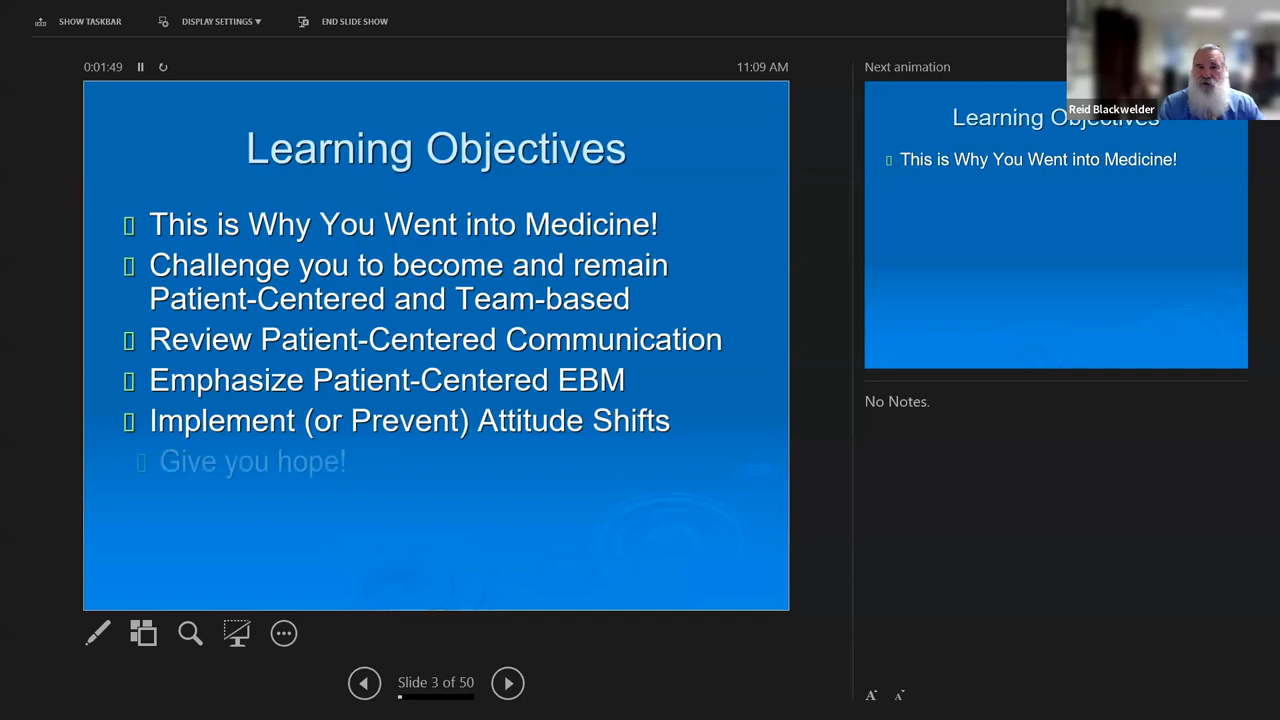 SHOW TASKBAR
DISPLAY SETTINGS ▼
END SLIDE SHOW
0:01:49
11:09 AM
Learning Objectives
This is Why You Went into Medicine!
Challenge you to become and remain
Patient-Centered and Team-based
Review Patient-Centered Communication
Emphasize Patient-Centered EBM
Implement (or Prevent) Attitude Shifts
Give you hope!
Slide 3 of 50
Next animation
Reid Blackwelder
Learning Objectives
This is Why You Went into Medicine!
No Notes.
A A